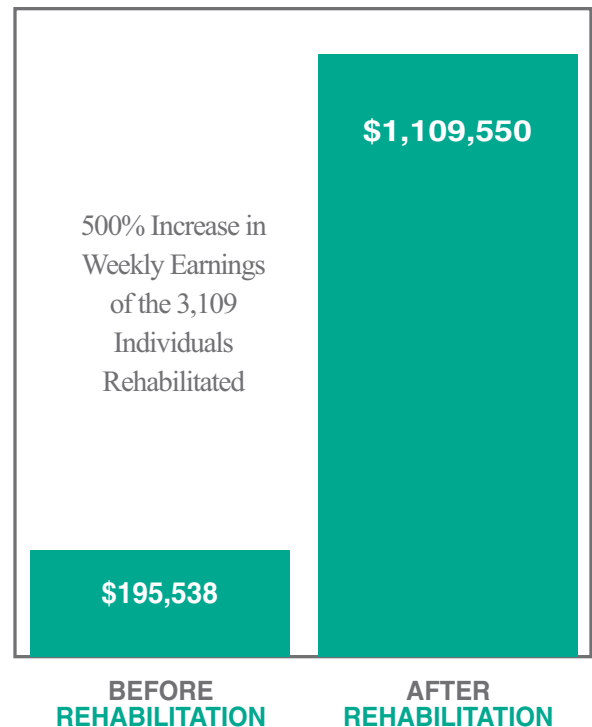 $1,109,550
500% Increase in
Weekly Earnings
of the 3,109
Individuals
Rehabilitated
$195,538
BEFORE
REHABILITATION
AFTER
REHABILITATION